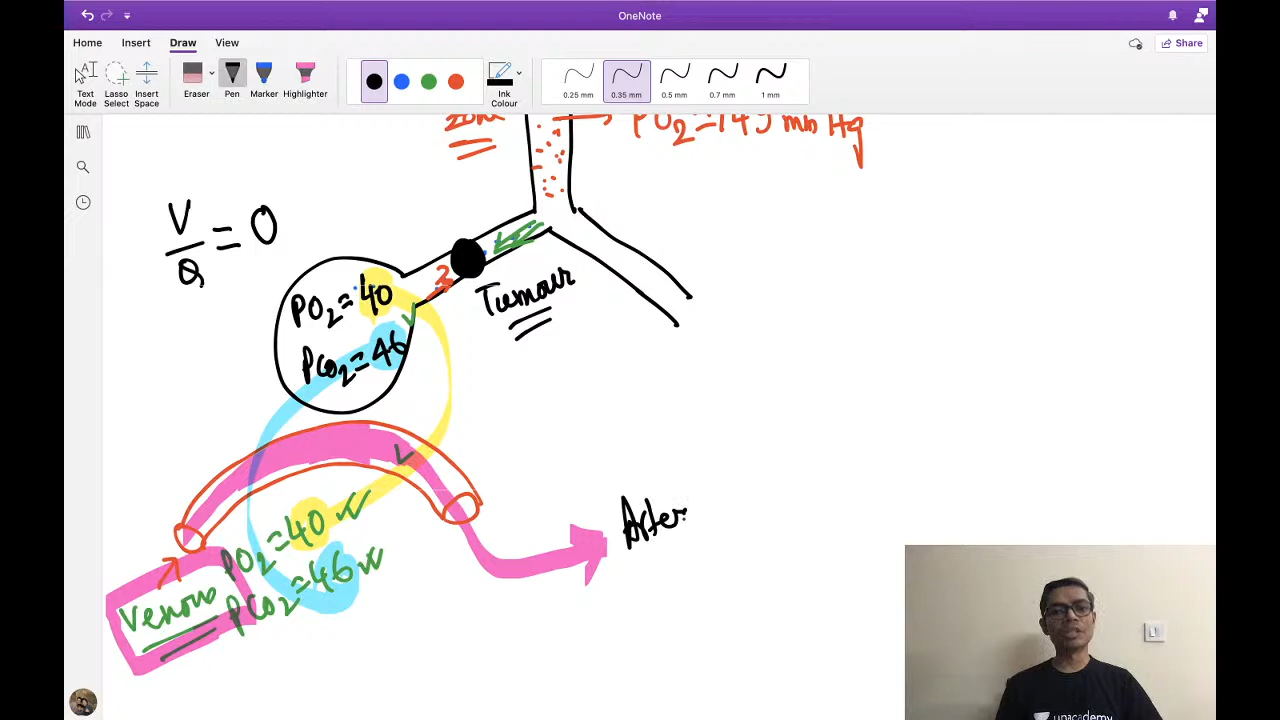 OneNote
Home Insert Draw View
Share
Text Mode
Lasso Select
Insert Space
Eraser
Pen
Marker
Highlighter
Ink Colour
0.25 mm
0.35 mm
0.5 mm
0.7 mm
1 mm
zone
PO2=149 mm Hg
V/Q = 0
PO2=40
PCO2=46
Tumour
Arter
PO2=40
PCO2=46
Venous
unacademy